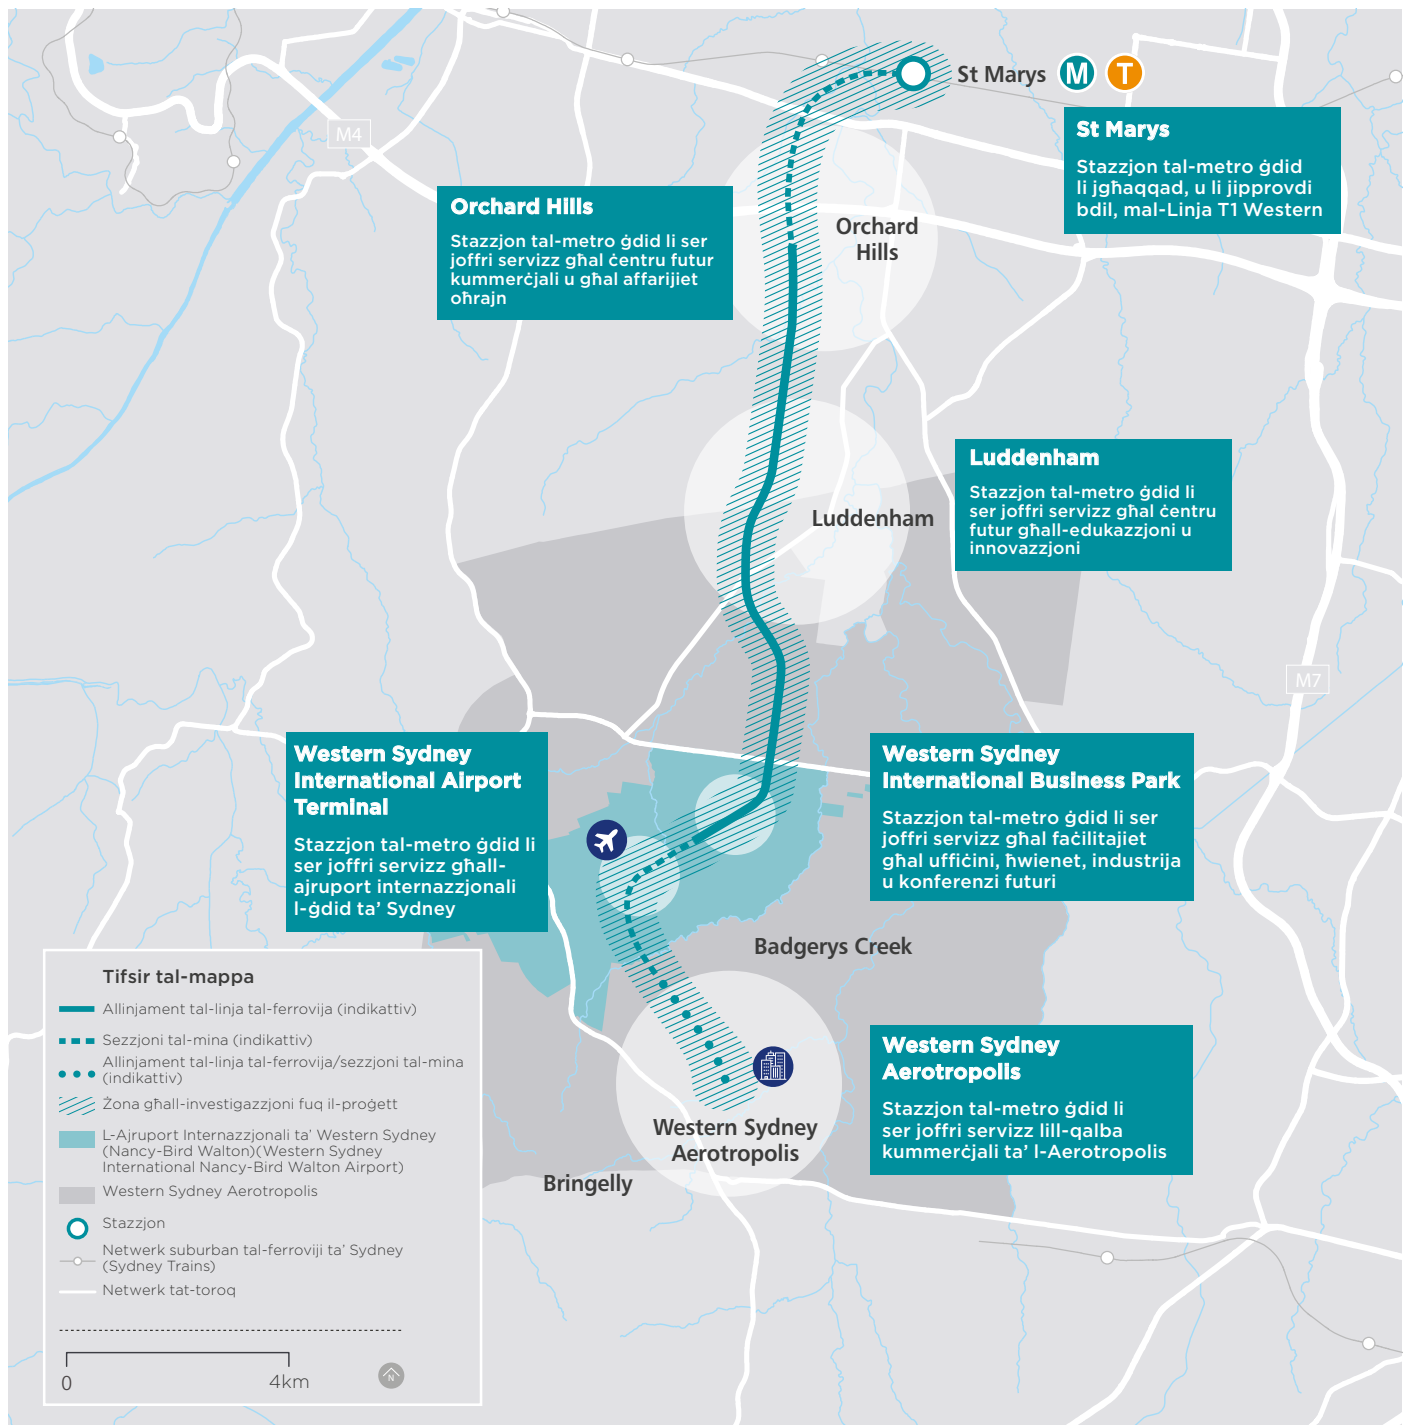 St Marys M T
M4
St Marys
Stazzjon tal-metro ġdid
li jgħaqqad, u li jipprovdi
bdil, mal-Linja T1 Western
Orchard Hills
Stazzjon tal-metro ġdid li ser
joffri servizz għal ċentru futur
kummerċjali u għal affarijiet
oħrajn
Orchard
Hills
Luddenham
Stazzjon tal-metro ġdid li
ser joffri servizz għal ċentru
futur għall-edukazzjoni u
innovazzjoni
Luddenham
M7
Western Sydney
International Airport
Terminal
Stazzjon tal-metro ġdid li
ser joffri servizz għall-
ajruport internazzjonali
l-ġdid ta’ Sydney
Western Sydney
International Business Park
Stazzjon tal-metro ġdid li ser
joffri servizz għal faċilitajiet
għal uffiċini, ħwienet, industrija
u konferenzi futuri
Badgerys Creek
Western Sydney
Aerotropolis
Stazzjon tal-metro ġdid li
ser joffri servizz lill-qalba
kummerċjali ta’ l-Aerotropolis
Western Sydney
Aerotropolis
Bringelly
Tifsir tal-mappa
Allinjament tal-linja tal-ferrovija (indikattiv)
Sezzjoni tal-mina (indikattiv)
Allinjament tal-linja tal-ferrovija/sezzjoni tal-mina
(indikattiv)
Żona għall-investigazzjoni fuq il-proġett
L-Ajruport Internazzjonali ta’ Western Sydney
(Nancy-Bird Walton)(Western Sydney
International Nancy-Bird Walton Airport)
Western Sydney Aerotropolis
Stazzjon
Netwerk suburban tal-ferroviji ta’ Sydney
(Sydney Trains)
Netwerk tat-toroq
0 4km N